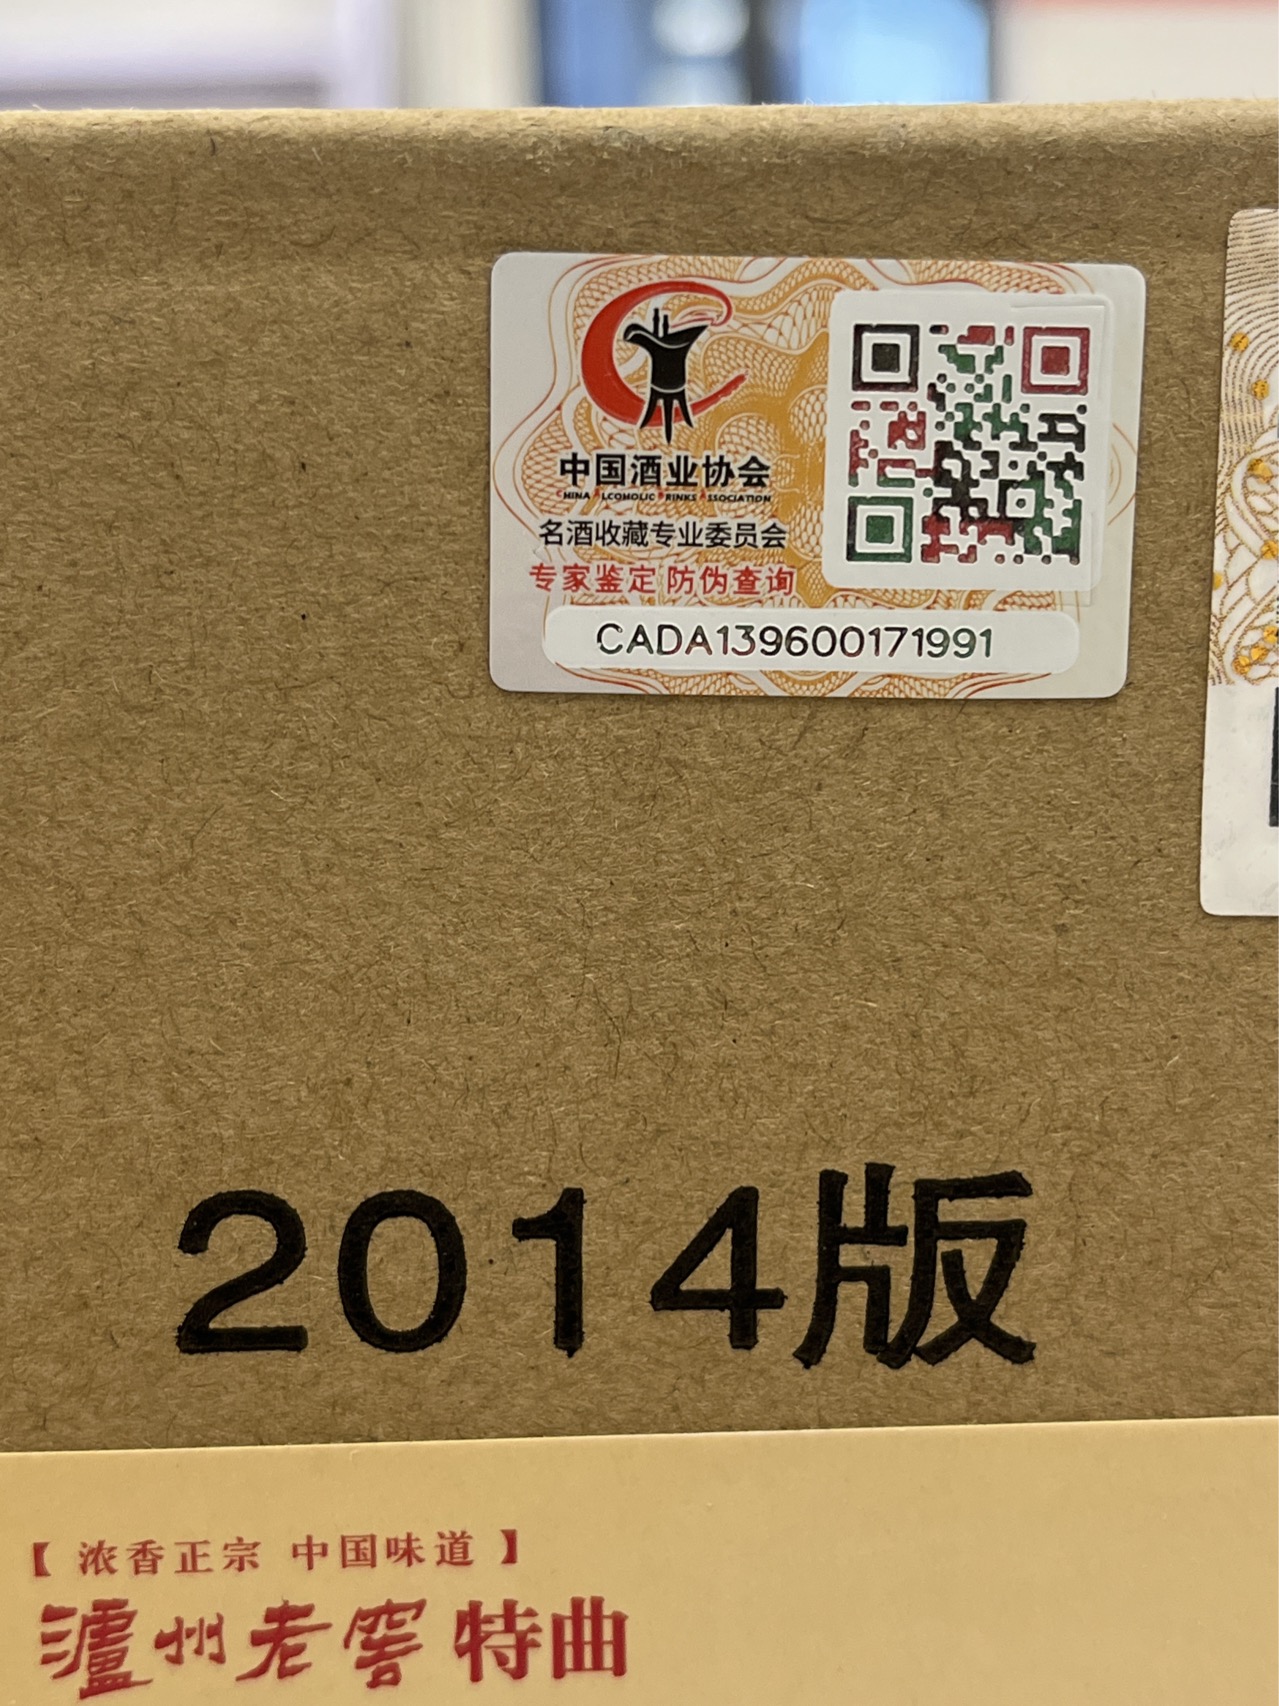 中国酒业协会
CHINA ALCOHOLIC DRINKS ASSOCIATION
名酒收藏专业委员会
专家鉴定 防伪查询
CADA139600171991
2014版
【 浓香正宗 中国味道 】
泸州老窖 特曲